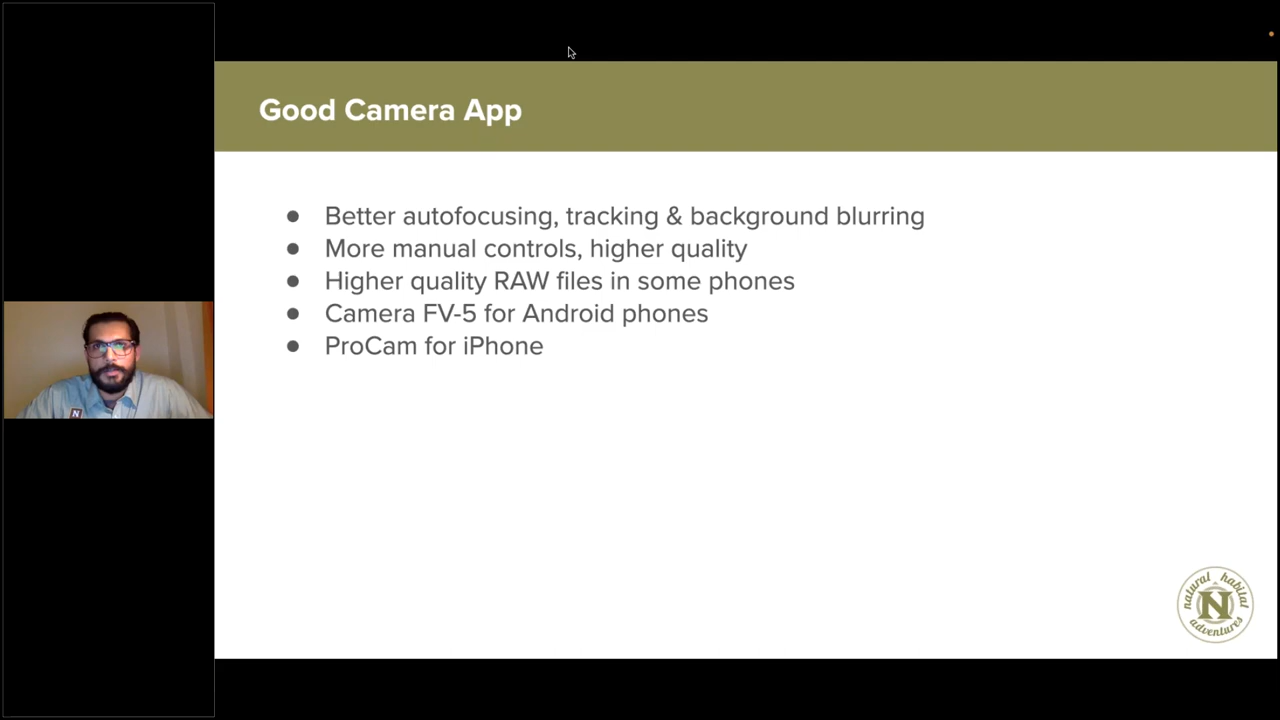 Good Camera App
● Better autofocusing, tracking & background blurring
● More manual controls, higher quality
● Higher quality RAW files in some phones
● Camera FV-5 for Android phones
● ProCam for iPhone
N
natural habitat
N
adventures